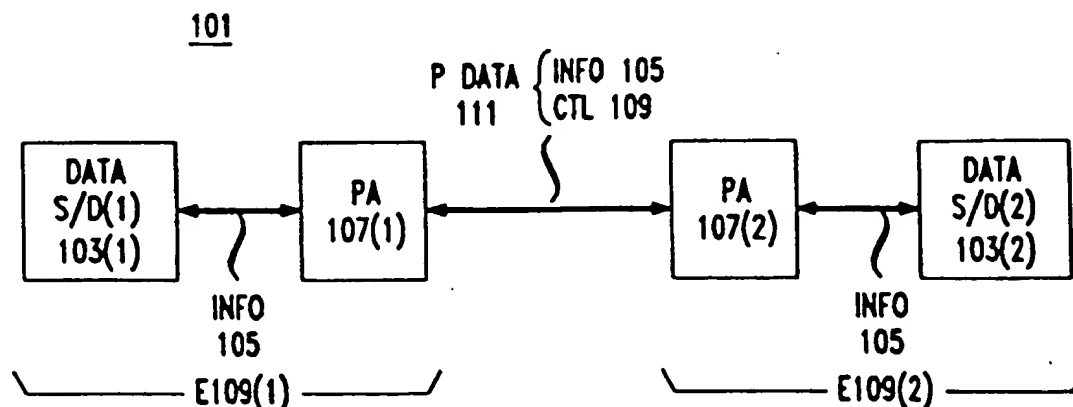 101
P DATA 111 { INFO 105
CTL 109
DATA
S/D(1)
103(1)
PA
107(1)
PA
107(2)
DATA
S/D(2)
103(2)
INFO
105
INFO
105
E109(1)
E109(2)